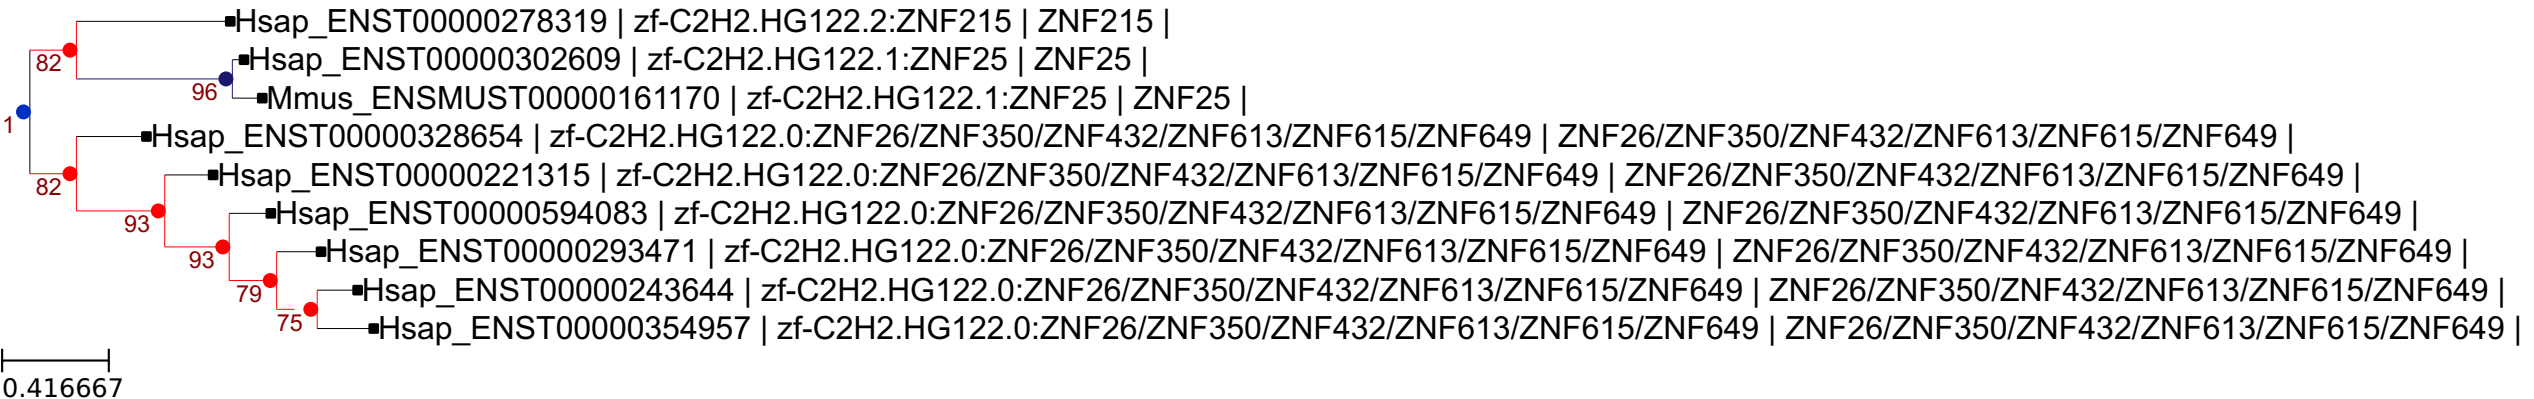 Hsap_ENST00000278319 | zf-C2H2.HG122.2:ZNF215 | ZNF215 |
82
Hsap_ENST00000302609 | zf-C2H2.HG122.1:ZNF25 | ZNF25 |
96
Mmus_ENSMUST00000161170 | zf-C2H2.HG122.1:ZNF25 | ZNF25 |
1
Hsap_ENST00000328654 | zf-C2H2.HG122.0:ZNF26/ZNF350/ZNF432/ZNF613/ZNF615/ZNF649 | ZNF26/ZNF350/ZNF432/ZNF613/ZNF615/ZNF649 |
82
Hsap_ENST00000221315 | zf-C2H2.HG122.0:ZNF26/ZNF350/ZNF432/ZNF613/ZNF615/ZNF649 | ZNF26/ZNF350/ZNF432/ZNF613/ZNF615/ZNF649 |
93
Hsap_ENST00000594083 | zf-C2H2.HG122.0:ZNF26/ZNF350/ZNF432/ZNF613/ZNF615/ZNF649 | ZNF26/ZNF350/ZNF432/ZNF613/ZNF615/ZNF649 |
93
Hsap_ENST00000293471 | zf-C2H2.HG122.0:ZNF26/ZNF350/ZNF432/ZNF613/ZNF615/ZNF649 | ZNF26/ZNF350/ZNF432/ZNF613/ZNF615/ZNF649 |
79
Hsap_ENST00000243644 | zf-C2H2.HG122.0:ZNF26/ZNF350/ZNF432/ZNF613/ZNF615/ZNF649 | ZNF26/ZNF350/ZNF432/ZNF613/ZNF615/ZNF649 |
75
Hsap_ENST00000354957 | zf-C2H2.HG122.0:ZNF26/ZNF350/ZNF432/ZNF613/ZNF615/ZNF649 | ZNF26/ZNF350/ZNF432/ZNF613/ZNF615/ZNF649 |
0.416667